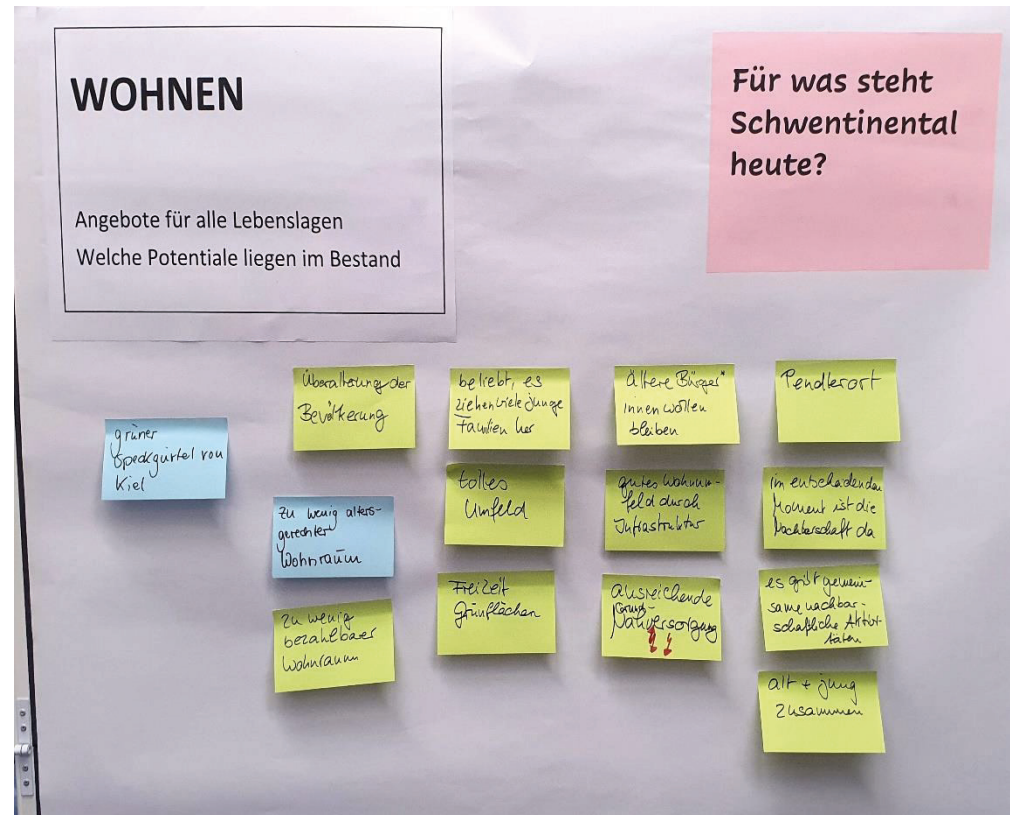 WOHNEN
Angebote für alle Lebenslagen
Welche Potentiale liegen im Bestand
Für was steht
Schwentinental
heute?
grüner
Speckgürtel von
Kiel
Überalterung der
Bevölkerung
zu wenig alters-
gerechter
Wohnraum
zu wenig
bezahlbarer
Wohnraum
beliebt, es
ziehen viele junge
Familien her
tolles
Umfeld
Freizeit
Grünflächen
Ältere Bürger*
innen wollen
bleiben
gutes Wohnum-
feld durch
Infrastruktur
ausreichende
Grund-
Nahversorgung
Pendlerort
im entscheidenden
Moment ist die
Nachbarschaft da
es gibt gemein-
same nachbar-
schaftliche Aktivi-
täten
alt + jung
zusammen